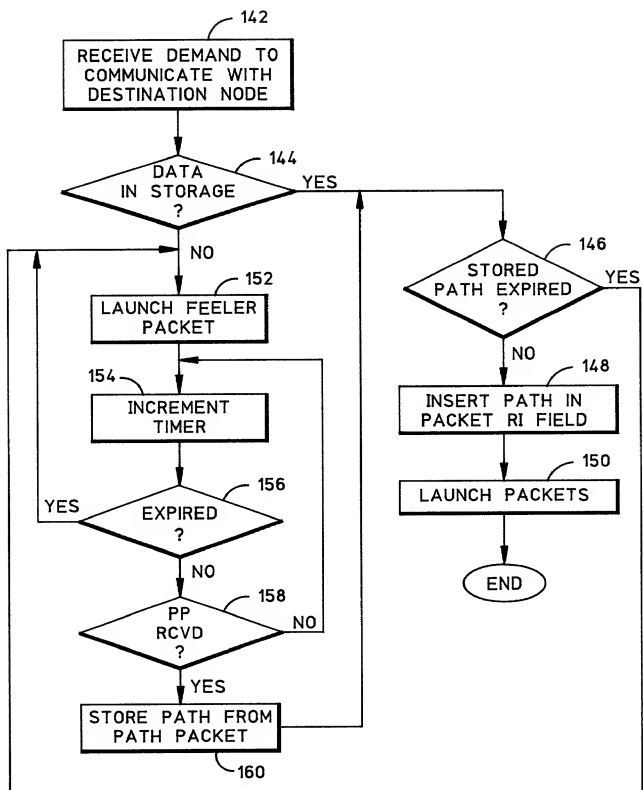 142
RECEIVE DEMAND TO
COMMUNICATE WITH
DESTINATION NODE
144
DATA
IN STORAGE
?
YES
NO
146
STORED
PATH EXPIRED
?
YES
NO
152
LAUNCH FEELER
PACKET
154
INCREMENT
TIMER
148
INSERT PATH IN
PACKET RI FIELD
150
LAUNCH PACKETS
END
156
EXPIRED
?
YES
NO
158
PP
RCVD
?
NO
YES
STORE PATH FROM
PATH PACKET
160